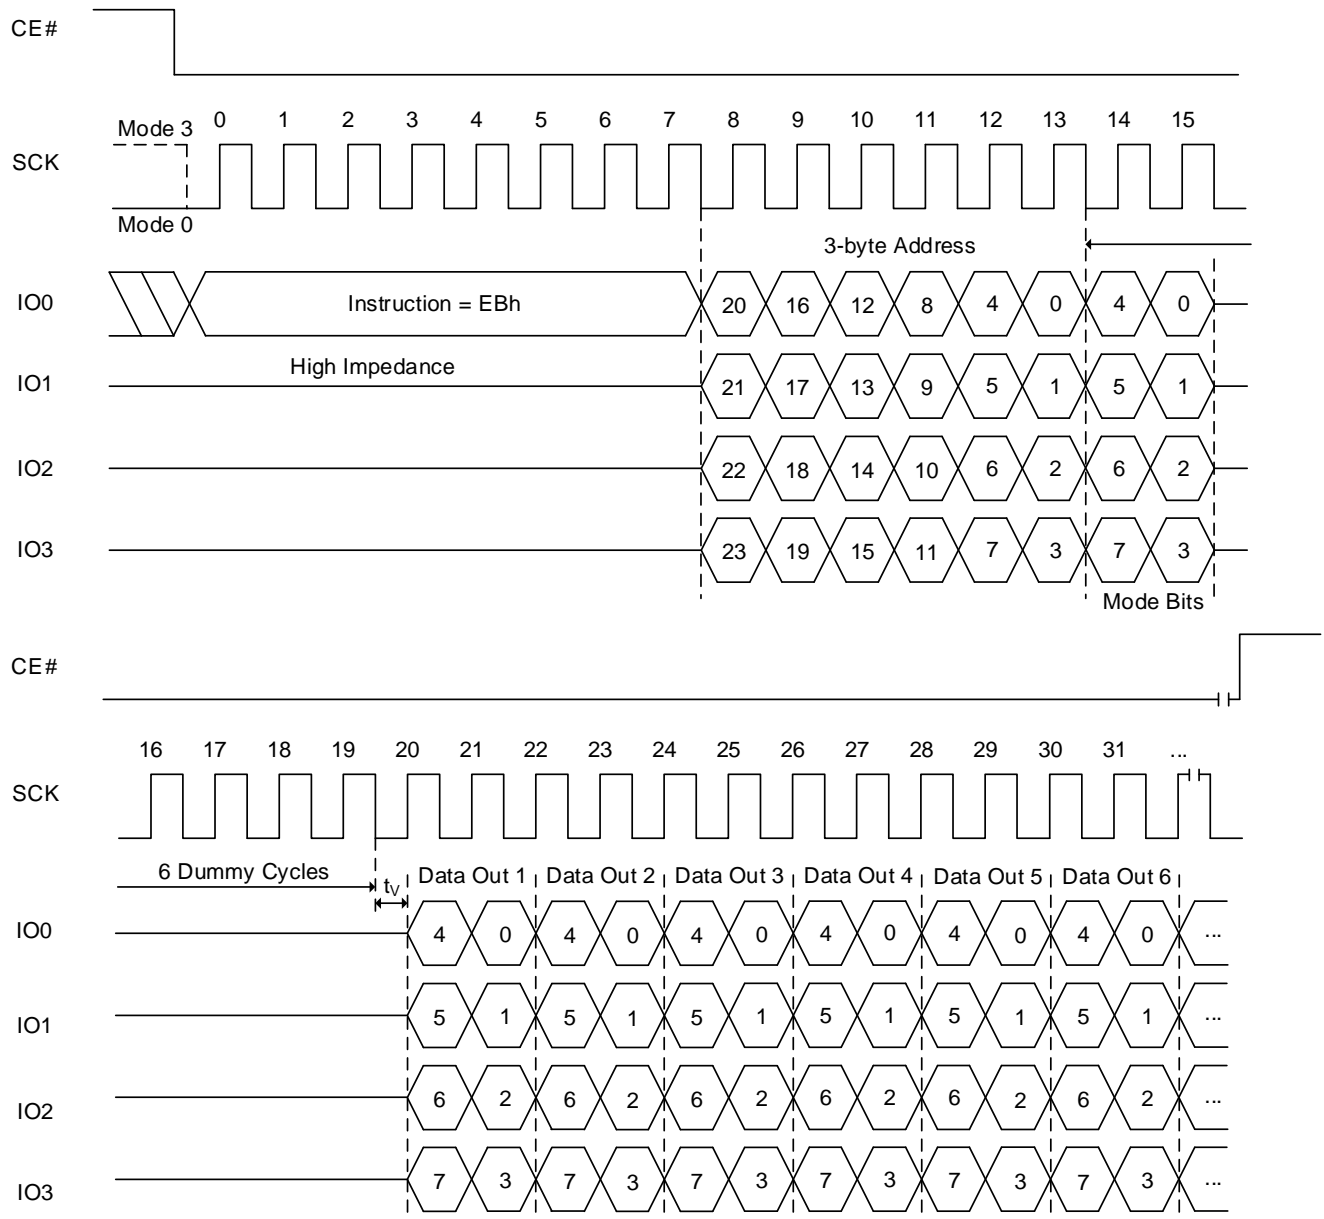 CE#
Mode 3 0 1 2 3 4 5 6 7 8 9 10 11 12 13 14 15
SCK
Mode 0
3-byte Address
IO0 Instruction = EBh 20 16 12 8 4 0 4 0
High Impedance
IO1 21 17 13 9 5 1 5 1
IO2 22 18 14 10 6 2 6 2
IO3 23 19 15 11 7 3 7 3
Mode Bits
CE#
16 17 18 19 20 21 22 23 24 25 26 27 28 29 30 31 ...
SCK
6 Dummy Cycles tV Data Out 1 Data Out 2 Data Out 3 Data Out 4 Data Out 5 Data Out 6
IO0 4 0 4 0 4 0 4 0 4 0 4 0 ...
IO1 5 1 5 1 5 1 5 1 5 1 5 1 ...
IO2 6 2 6 2 6 2 6 2 6 2 6 2 ...
IO3 7 3 7 3 7 3 7 3 7 3 7 3 ...